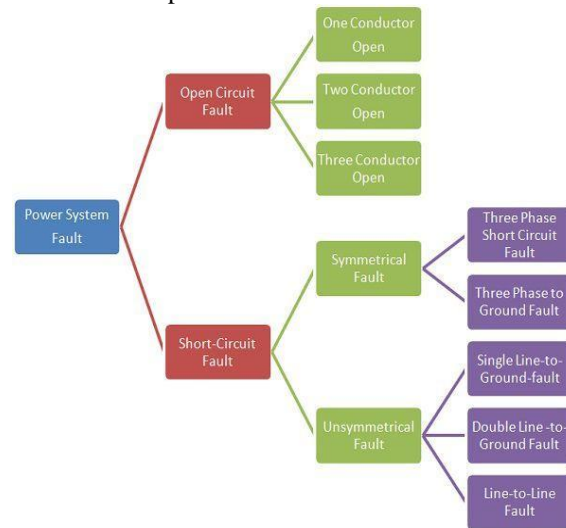 One Conductor
Open
Open Circuit
Fault
Two Conductor
Open
Three Conductor
Open
Power System
Fault
Three Phase
Short Circuit
Fault
Symmetrical
Fault
Three Phase to
Ground Fault
Short-Circuit
Fault
Single Line-to-
Ground-fault
Unsymmetrical
Fault
Double Line -to-
Ground Fault
Line-to-Line
Fault